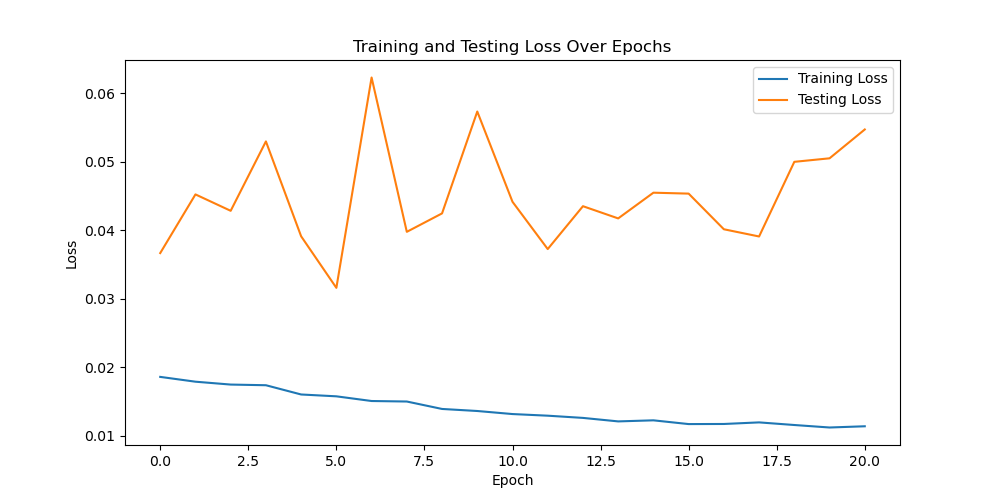 Training and Testing Loss Over Epochs
Training Loss
Testing Loss
0.06
0.05
0.04
0.03
0.02
0.01
Loss
0.0 2.5 5.0 7.5 10.0 12.5 15.0 17.5 20.0
Epoch